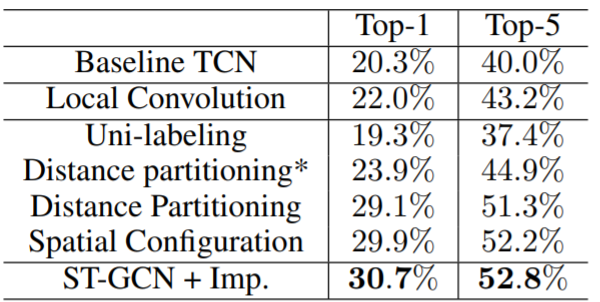 Top-1 Top-5
Baseline TCN 20.3% 40.0%
Local Convolution 22.0% 43.2%
Uni-labeling 19.3% 37.4%
Distance partitioning* 23.9% 44.9%
Distance Partitioning 29.1% 51.3%
Spatial Configuration 29.9% 52.2%
ST-GCN + Imp. 30.7% 52.8%